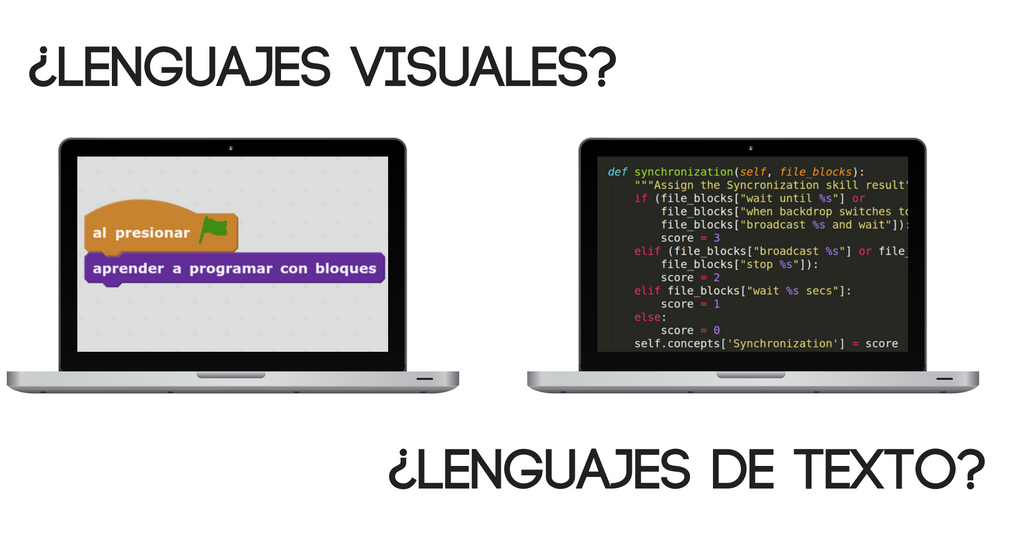 ¿LENGUAJES VISUALES?
al presionar
aprender a programar con bloques
def synchronization(self, file_blocks):
"""Assign the Syncronization skill result"
if (file_blocks["wait until %s"] or
file_blocks["when backdrop switches to
file_blocks["broadcast %s and wait"]):
score = 3
elif (file_blocks["broadcast %s"] or file_
file_blocks["stop %s"]):
score = 2
elif file_blocks["wait %s secs"]:
score = 1
else:
score = 0
self.concepts['Synchronization'] = score
¿LENGUAJES DE TEXTO?